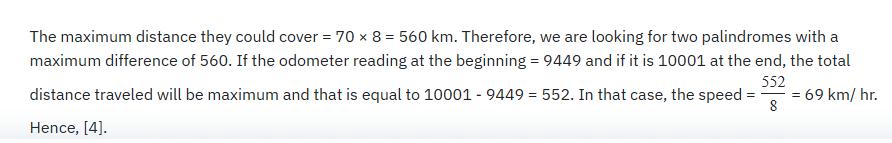 The maximum distance they could cover = 70 × 8 = 560 km. Therefore, we are looking for two palindromes with a
maximum difference of 560. If the odometer reading at the beginning = 9449 and if it is 10001 at the end, the total
distance traveled will be maximum and that is equal to 10001 - 9449 = 552. In that case, the speed = 552/8 = 69 km/ hr.
Hence, [4].